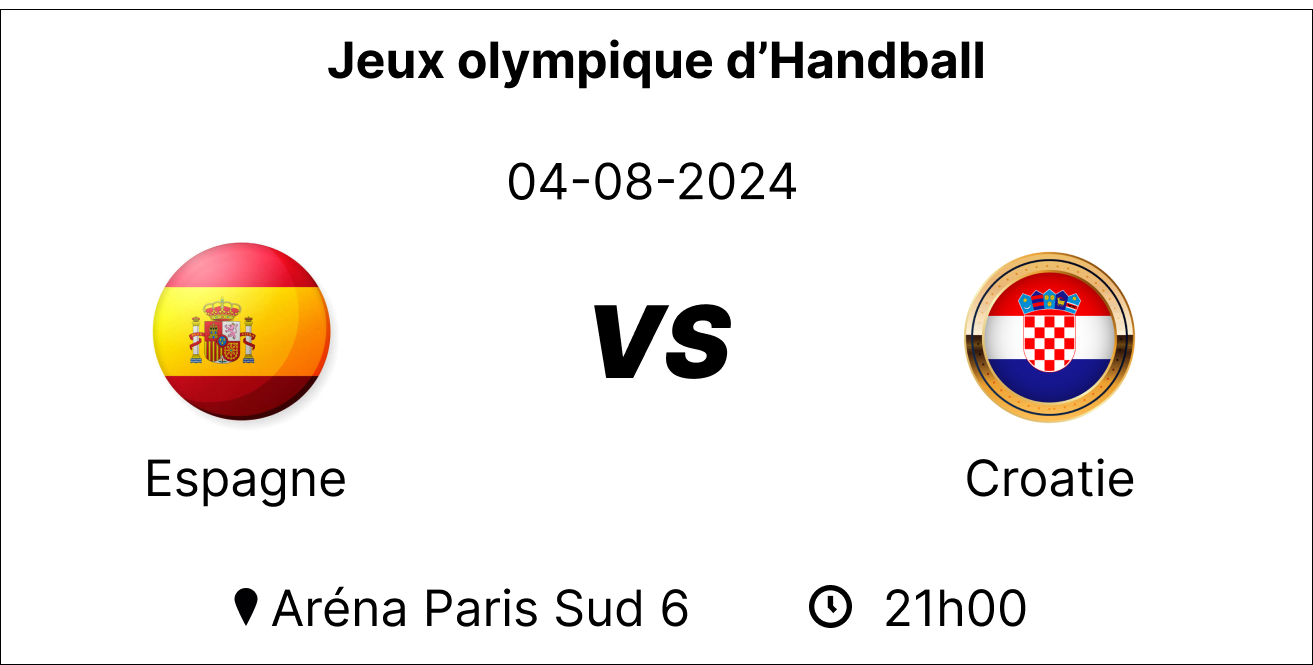 Jeux olympique d’Handball
04-08-2024
VS
Espagne
Croatie
Aréna Paris Sud 6
21h00